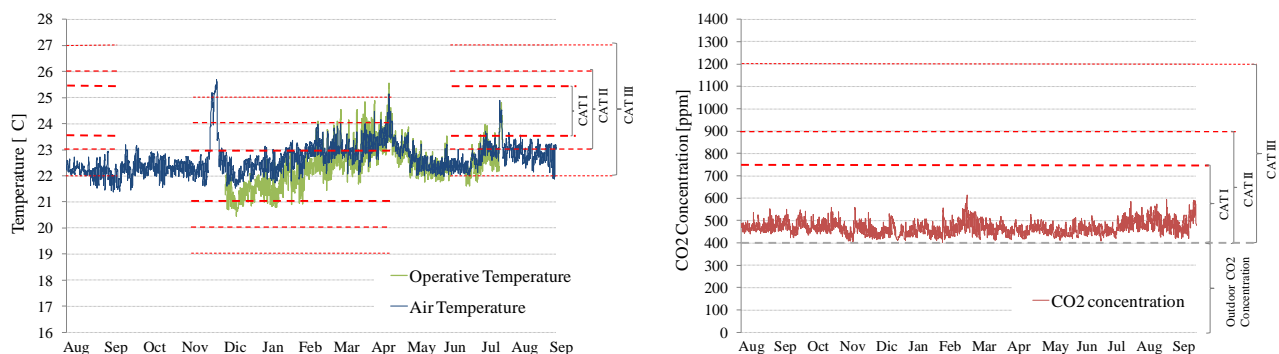 28
27
26
25
24
23
22
21
20
19
18
17
16
Temperature [ C]
CAT I
CAT II
CAT III
Operative Temperature
Air Temperature
Aug Sep Oct Nov Dic Jan Feb Mar Apr May Jun Jul Aug Sep
1400
1300
1200
1100
1000
900
800
700
600
500
400
300
200
100
0
CO2 Concentration [ppm]
CAT I
CAT II
CAT III
Outdoor CO2
Concentration
CO2 concentration
Aug Sep Oct Nov Dic Jan Feb Mar Apr May Jun Jul Aug Sep